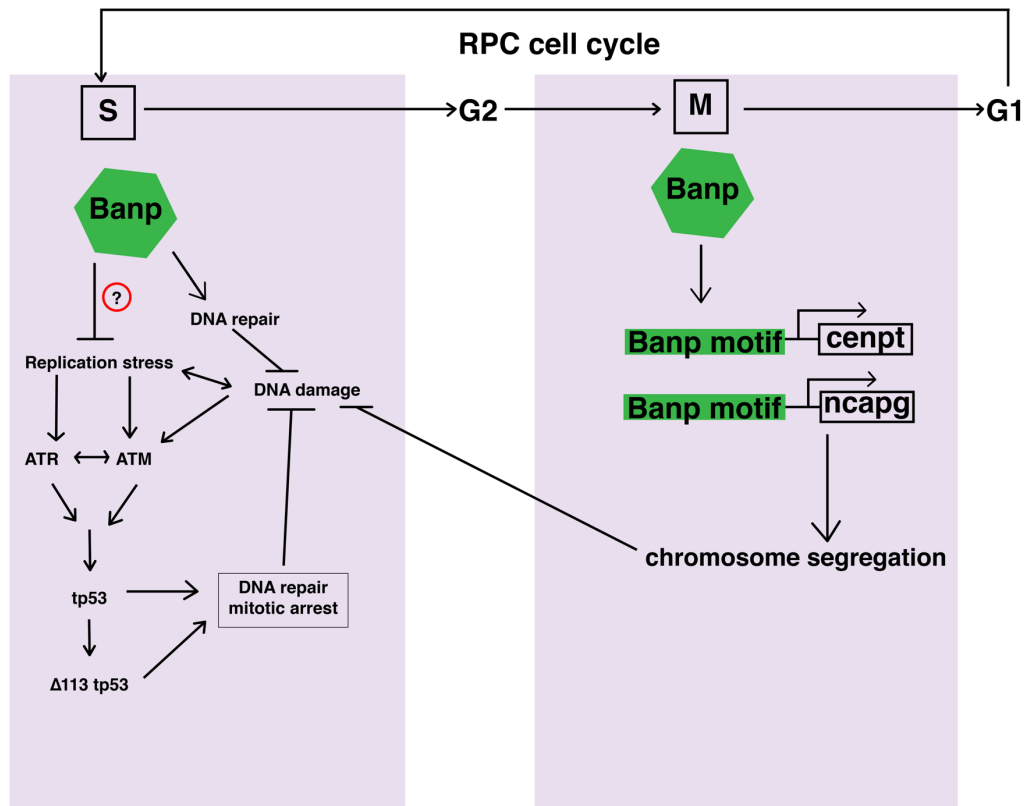 RPC cell cycle
S
G2
M
G1
Banp
?
DNA repair
Replication stress
DNA damage
ATR
ATM
tp53
DNA repair
mitotic arrest
Δ113 tp53
Banp
Banp motif
cenpt
Banp motif
ncapg
chromosome segregation